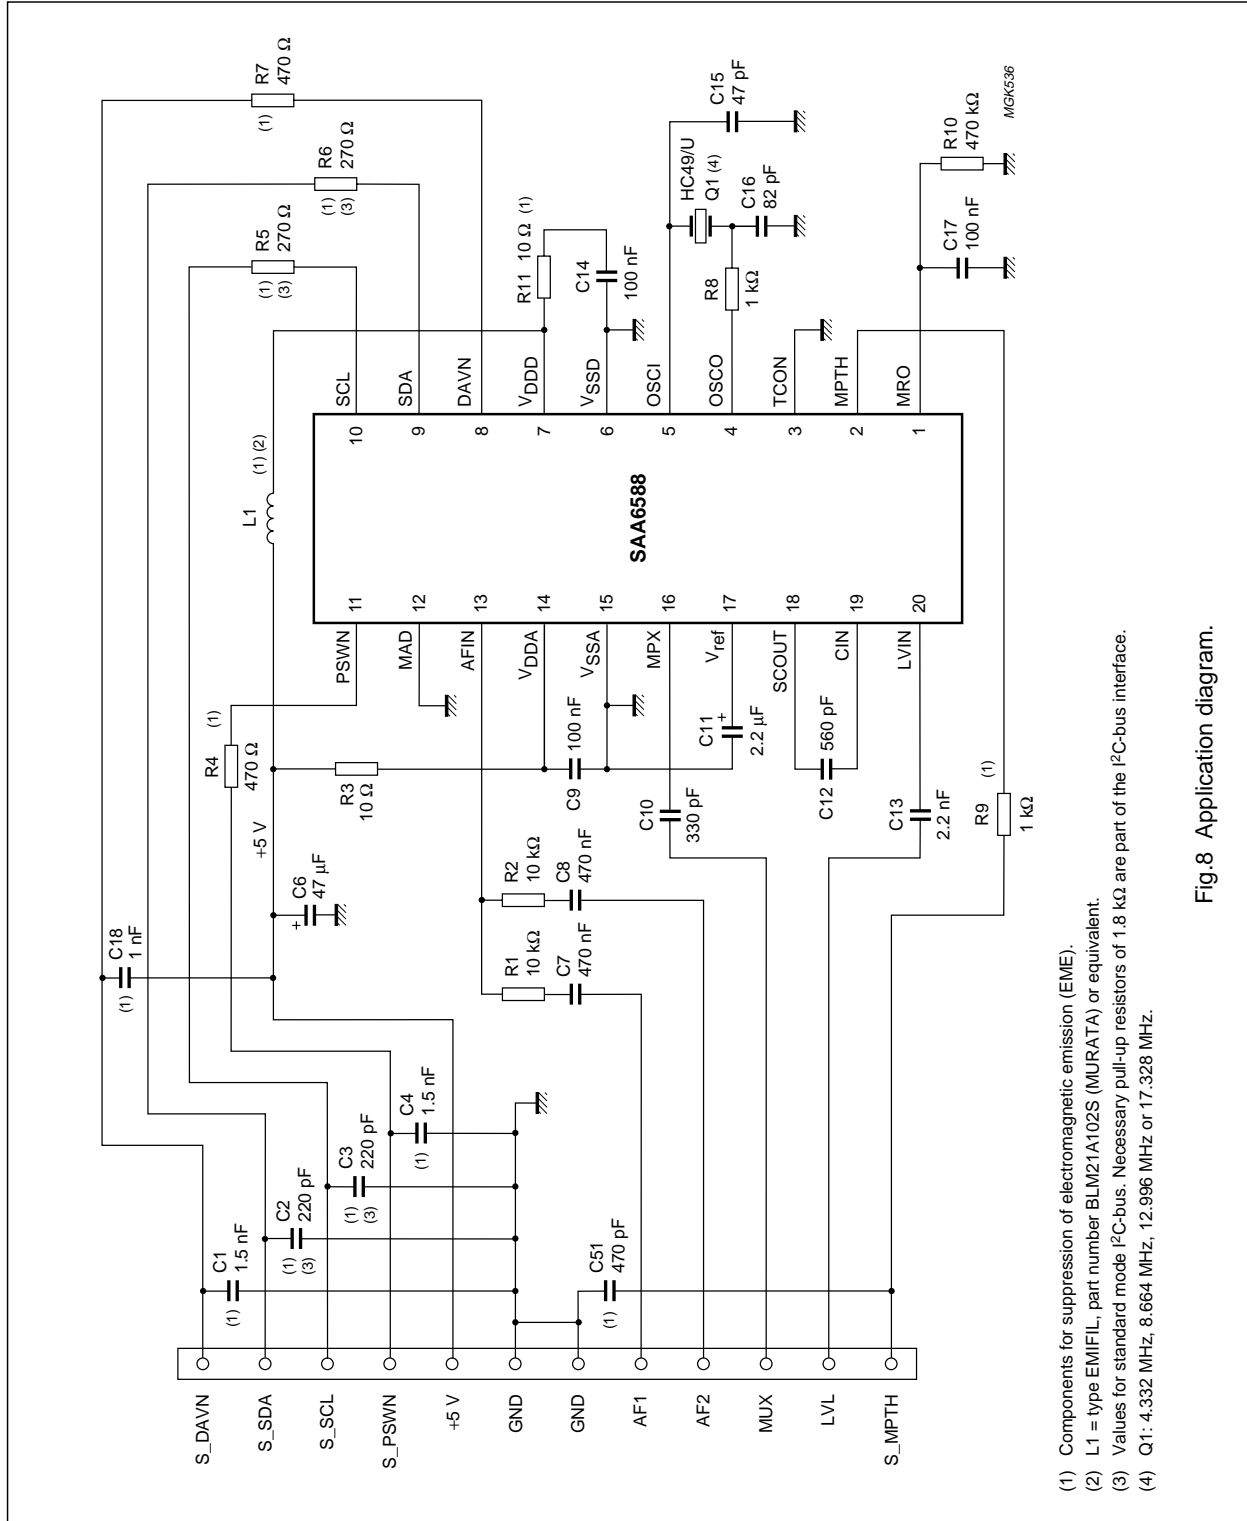 R7
470 Ω
(1)
R6
270 Ω
(1)
(3)
R5
270 Ω
(1)
(3)
C15
47 pF
HC49/U
Q1 (4)
C16
82 pF
R10
470 kΩ
MGK536
R11 10 Ω (1)
C14
100 nF
R8
1 kΩ
C17
100 nF
L1
(1) (2)
SCL
SDA
DAVN
VDDD
VSSD
OSCI
OSCO
TCON
MPTH
MRO
10
9
8
7
6
5
4
3
2
1
SAA6588
11
12
13
14
15
16
17
18
19
20
PSWN
MAD
AFIN
VDDA
VSSA
MPX
Vref
SCOUT
CIN
LVIN
R4
470 Ω
(1)
+5 V
R3
10 Ω
C9
100 nF
C11
+
2.2 μF
C10
330 pF
C12
560 pF
C13
2.2 nF
R9
1 kΩ
(1)
C6
47 μF
+
R2
10 kΩ
C8
470 nF
R1
10 kΩ
C7
470 nF
C18
1 nF
(1)
C4
1.5 nF
(1)
C3
220 pF
(1)
(3)
C2
220 pF
(1)
(3)
C1
1.5 nF
(1)
C51
470 pF
(1)
S_DAVN
S_SDA
S_SCL
S_PSWN
+5 V
GND
GND
AF1
AF2
MUX
LVL
S_MPTH
(1) Components for suppression of electromagnetic emission (EME).
(2) L1 = type EMIFIL, part number BLM21A102S (MURATA) or equivalent.
(3) Values for standard mode I²C-bus. Necessary pull-up resistors of 1.8 kΩ are part of the I²C-bus interface.
(4) Q1: 4.332 MHz, 8.664 MHz, 12.996 MHz or 17.328 MHz.
Fig.8 Application diagram.